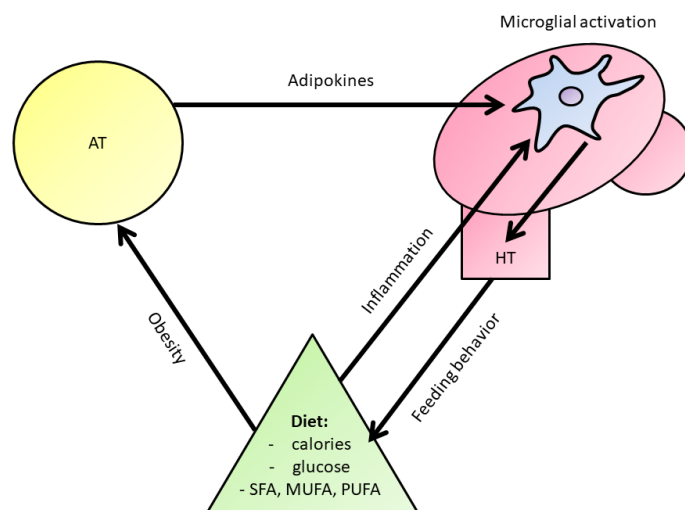 Microglial activation
Adipokines
AT
HT
Inflammation
Obesity
Feeding behavior
Diet:
- calories
- glucose
- SFA, MUFA, PUFA